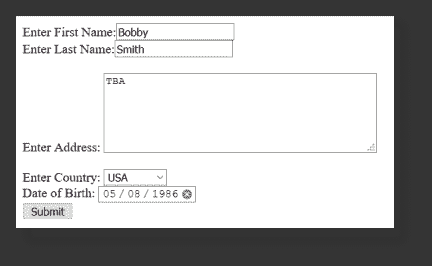 Enter First Name: Bobby
Enter Last Name: Smith
TBA
Enter Address:
Enter Country: USA
Date of Birth: 05 / 08 / 1986
Submit